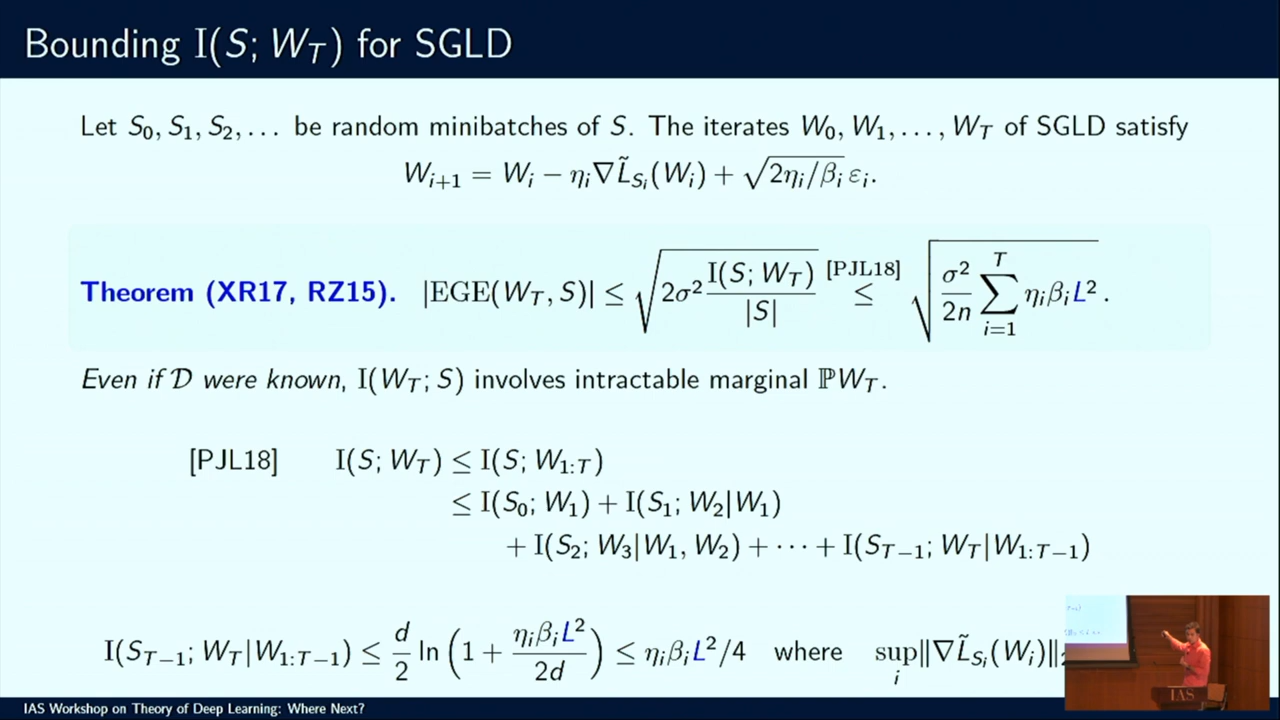 Bounding I(S; W_T) for SGLD
Let S₀, S₁, S₂, … be random minibatches of S. The iterates W₀, W₁, …, W_T of SGLD satisfy
W_{i+1} = W_i − η_i∇L̃_{S_i}(W_i) + √(2η_i/β_i) ε_i.
Theorem (XR17, RZ15). |EGE(W_T, S)| ≤ √(2σ² I(S; W_T)/|S|) [PJL18] ≤ √(σ²/2n ∑_{i=1}^{T} η_iβ_iL²).
Even if 𝒟 were known, I(W_T; S) involves intractable marginal ℙW_T.
[PJL18] I(S; W_T) ≤ I(S; W_{1:T})
≤ I(S₀; W₁) + I(S₁; W₂|W₁)
+ I(S₂; W₃|W₁, W₂) + ⋯ + I(S_{T−1}; W_T|W_{1:T−1})
I(S_{T−1}; W_T|W_{1:T−1}) ≤ d/2 ln(1 + η_iβ_iL²/2d) ≤ η_iβ_iL²/4 where sup_i‖∇L̃_{S_i}(W_i)‖
IAS
IAS Workshop on Theory of Deep Learning: Where Next?